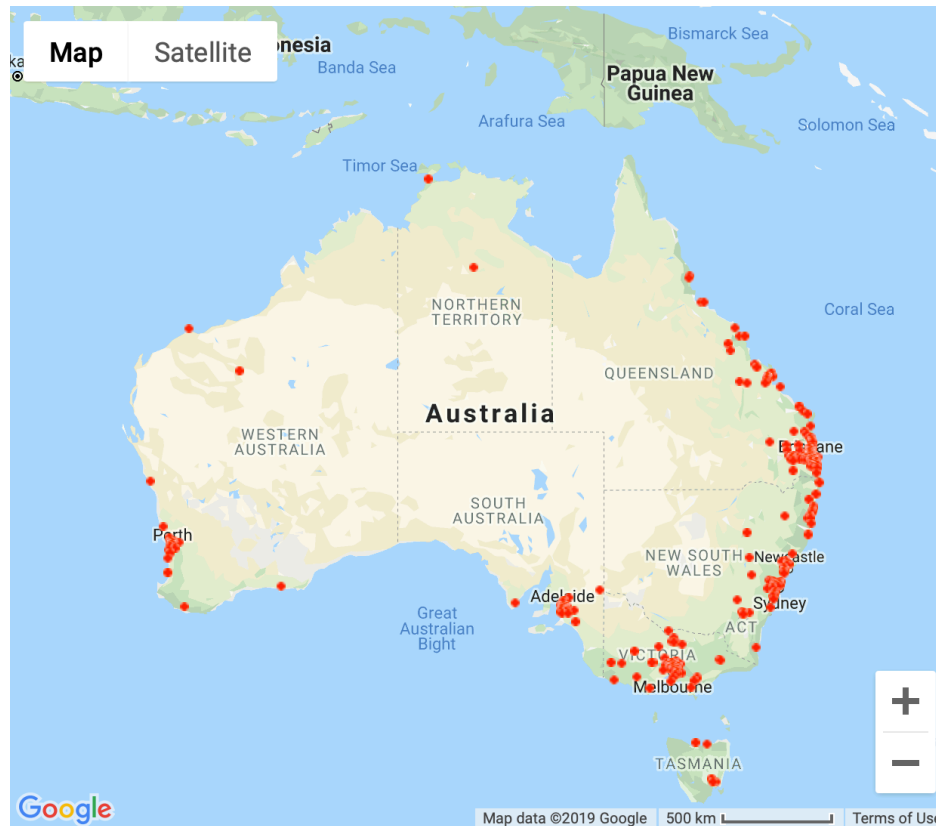 Map
Satellite
onesia
Bismarck Sea
ka
Banda Sea
Papua New
Guinea
Arafura Sea
Solomon Sea
Timor Sea
NORTHERN
TERRITORY
Coral Sea
QUEENSLAND
Australia
WESTERN
AUSTRALIA
Brisbane
SOUTH
AUSTRALIA
Perth
NEW SOUTH
WALES
Newcastle
Adelaide
Sydney
Great
Australian
Bight
ACT
VICTORIA
Melbourne
TASMANIA
Google
Map data ©2019 Google
500 km
Terms of Use